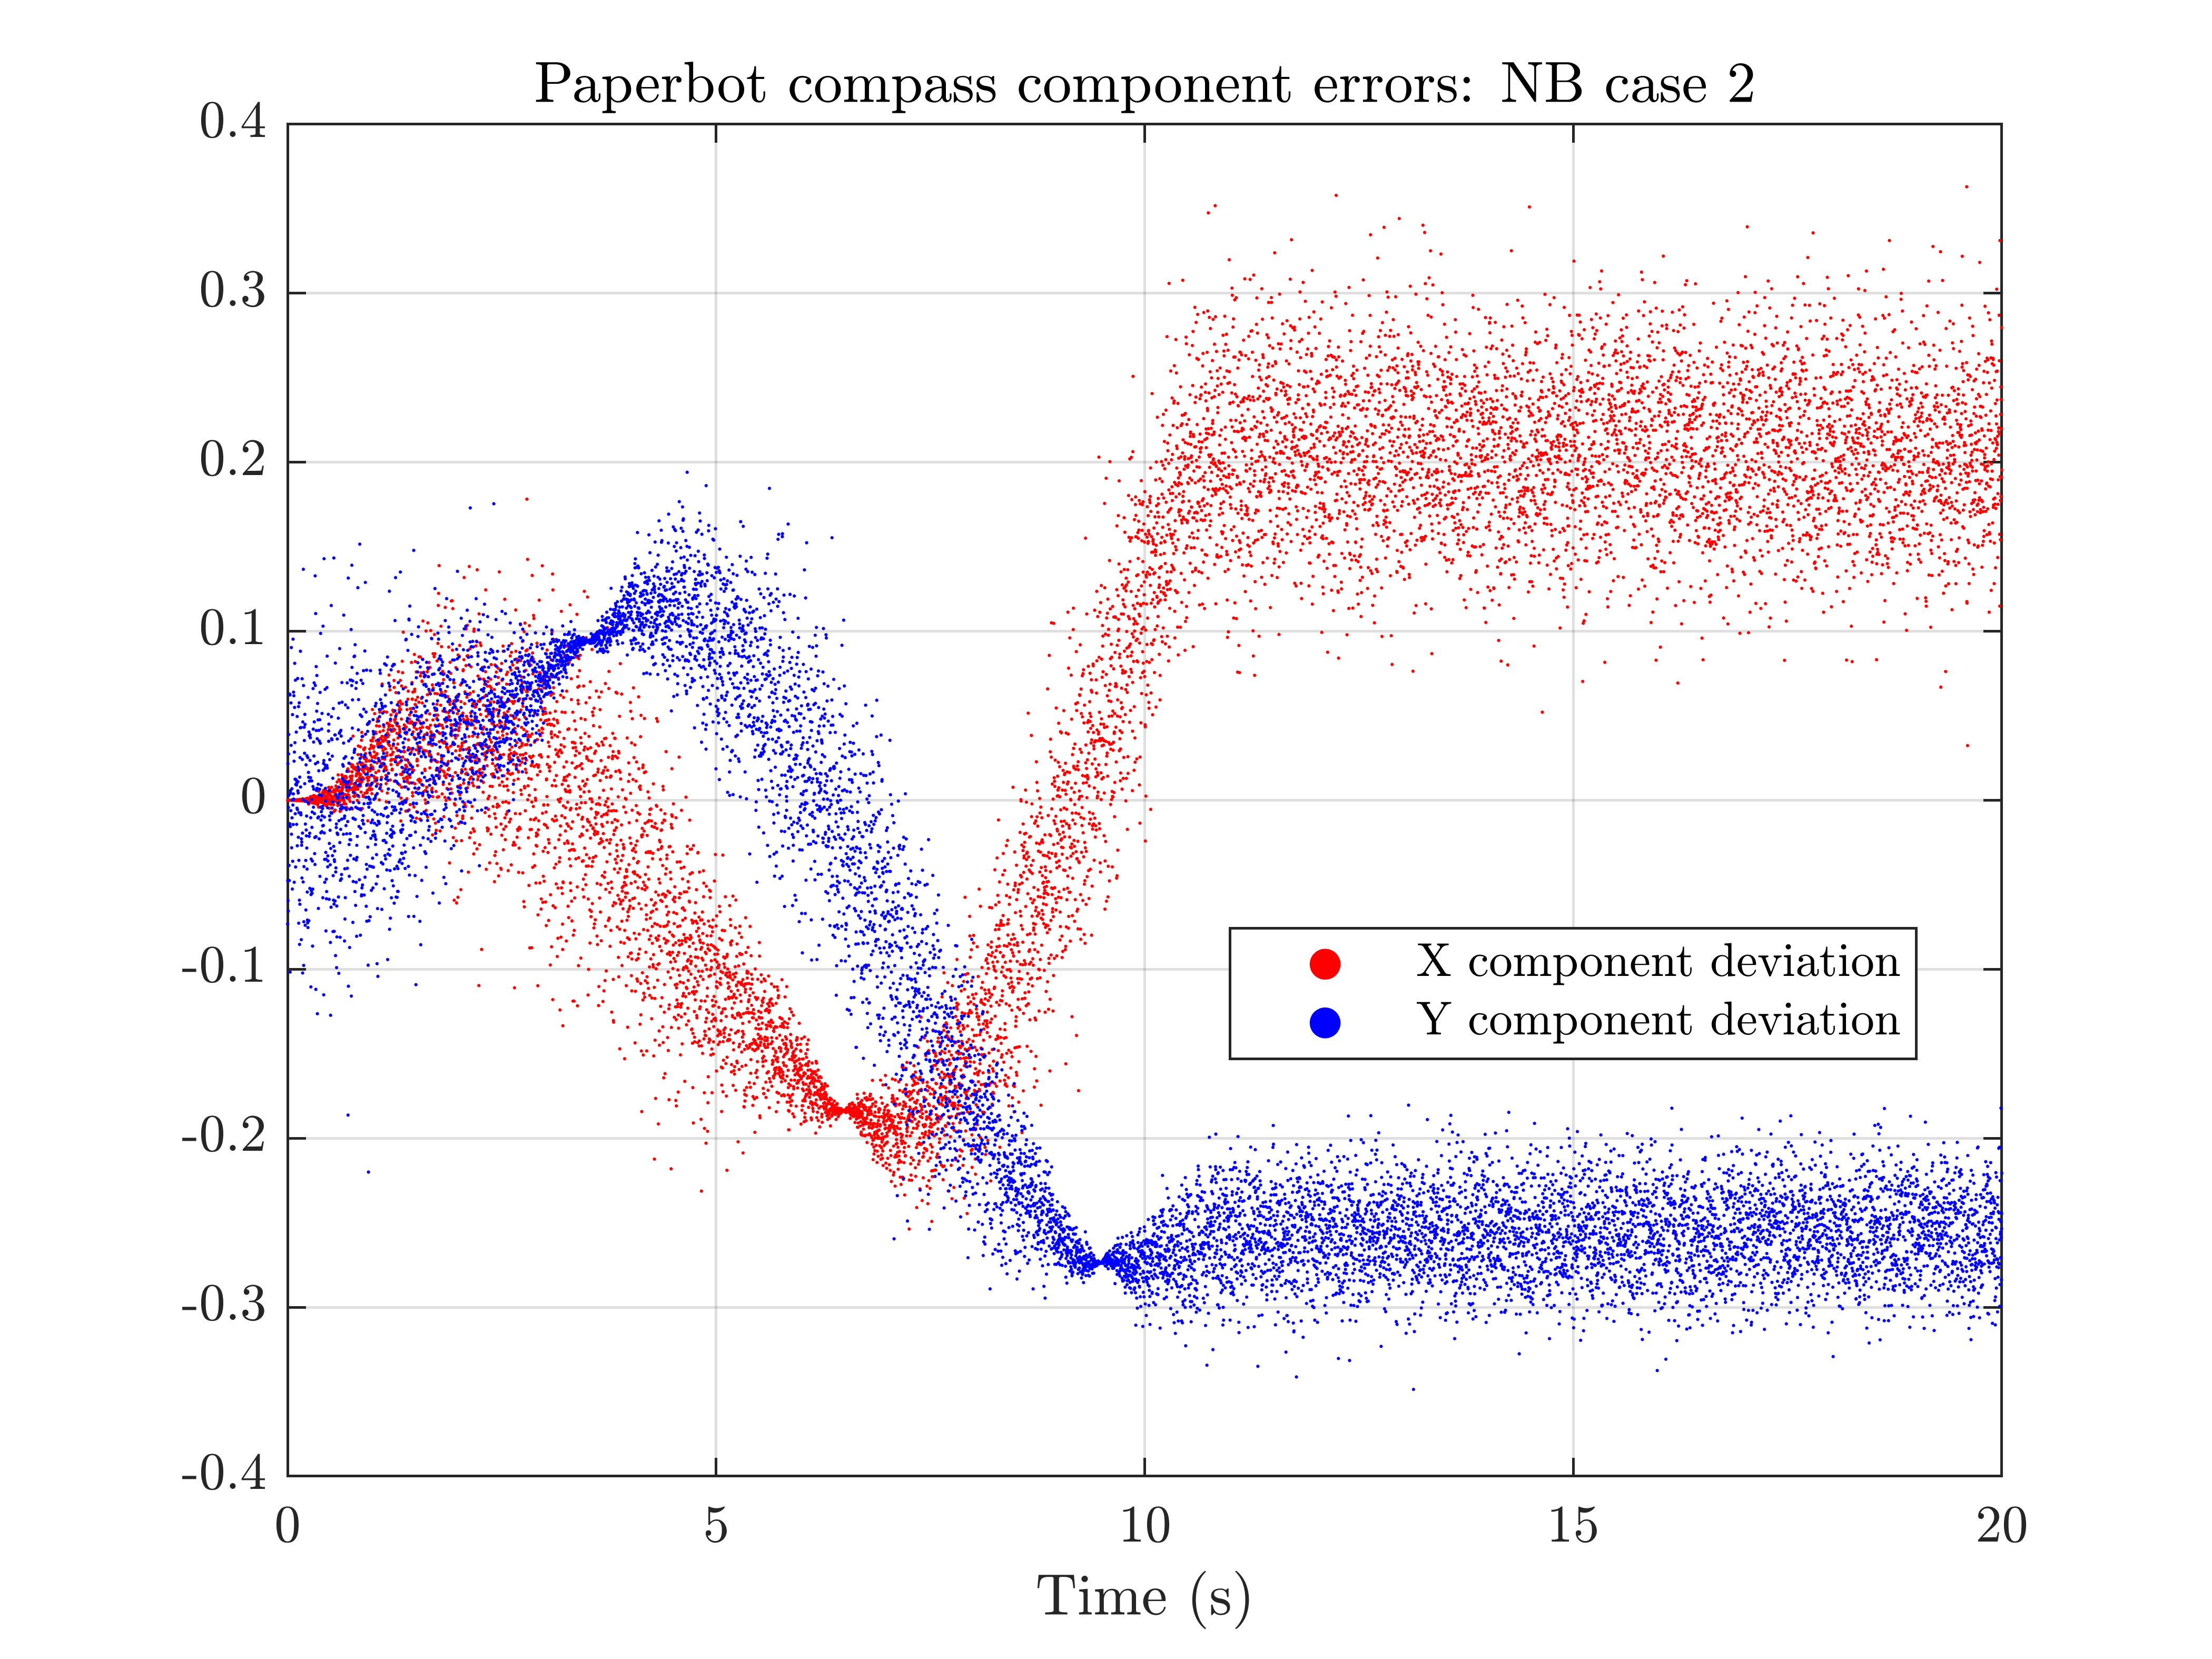 Paperbot compass component errors: NB case 2
0.4
0.3
0.2
0.1
0
-0.1
-0.2
-0.3
-0.4
X component deviation
Y component deviation
0 5 10 15 20
Time (s)